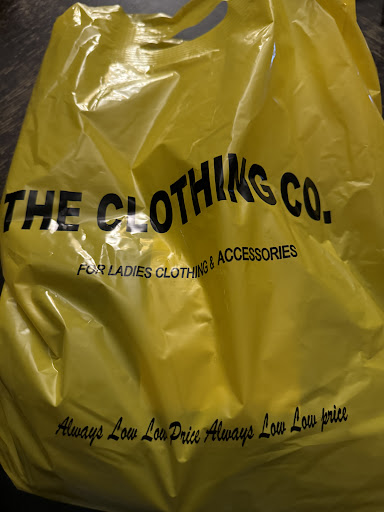 THE CLOTHING CO.
FOR LADIES CLOTHING & ACCESSORIES
Always Low Low Price Always Low Low price